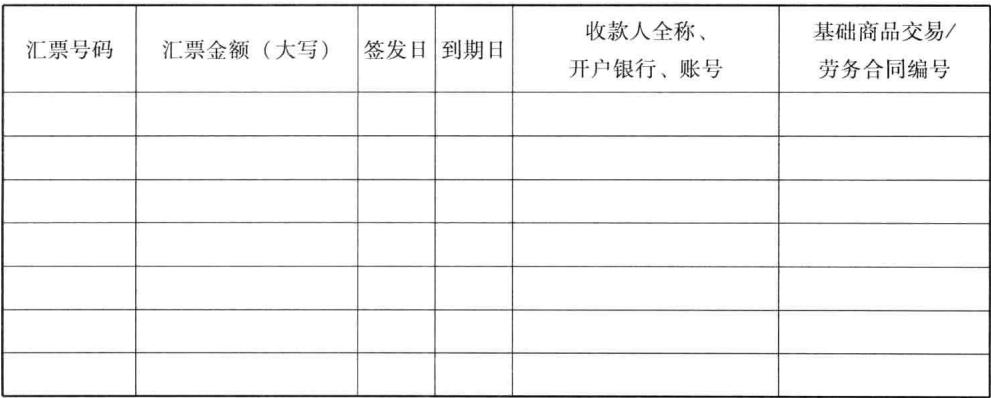 汇票号码
汇票金额（大写）
签发日
到期日
收款人全称、
开户银行、账号
基础商品交易/
劳务合同编号